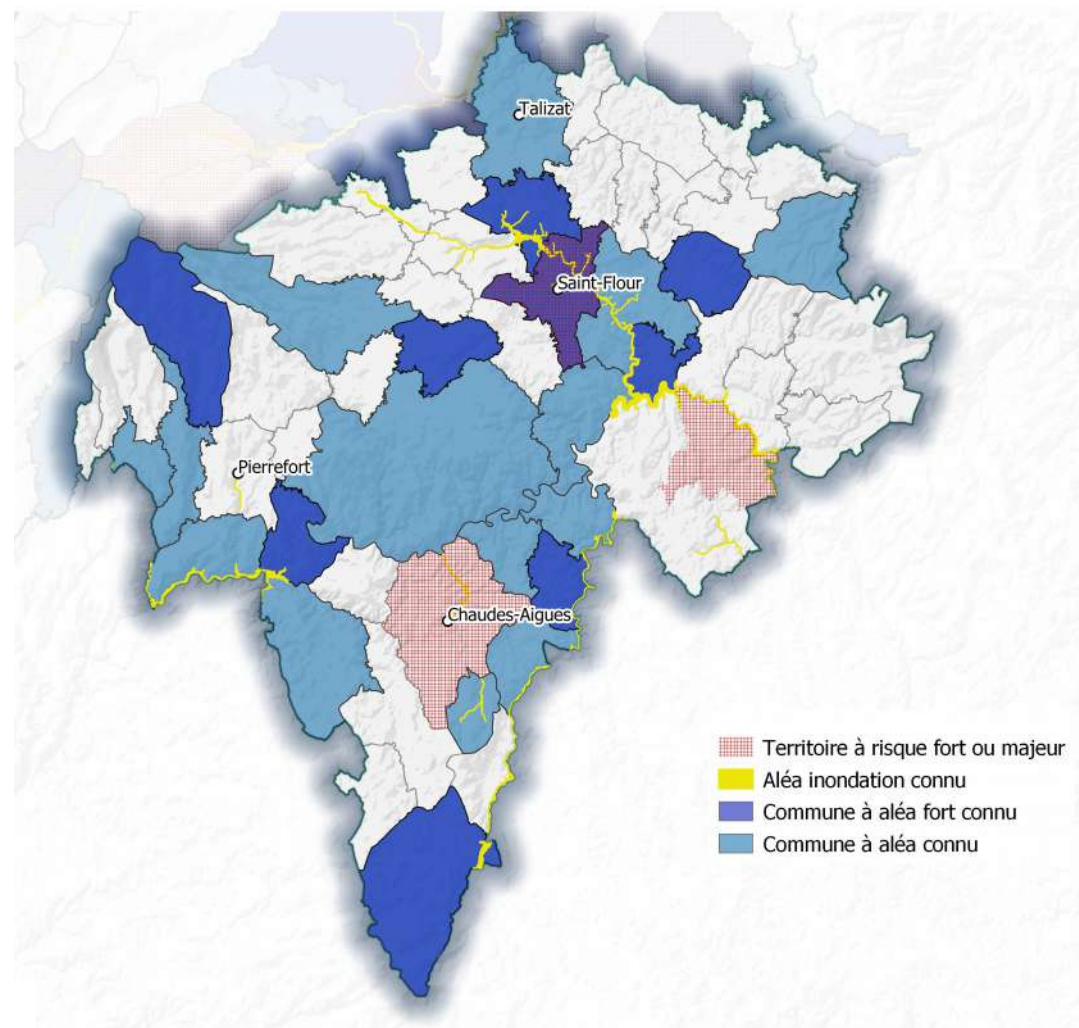 Talizat
Saint-Flour
Pierrefort
Chaudes-Aigues
Territoire à risque fort ou majeur
Aléa inondation connu
Commune à aléa fort connu
Commune à aléa connu